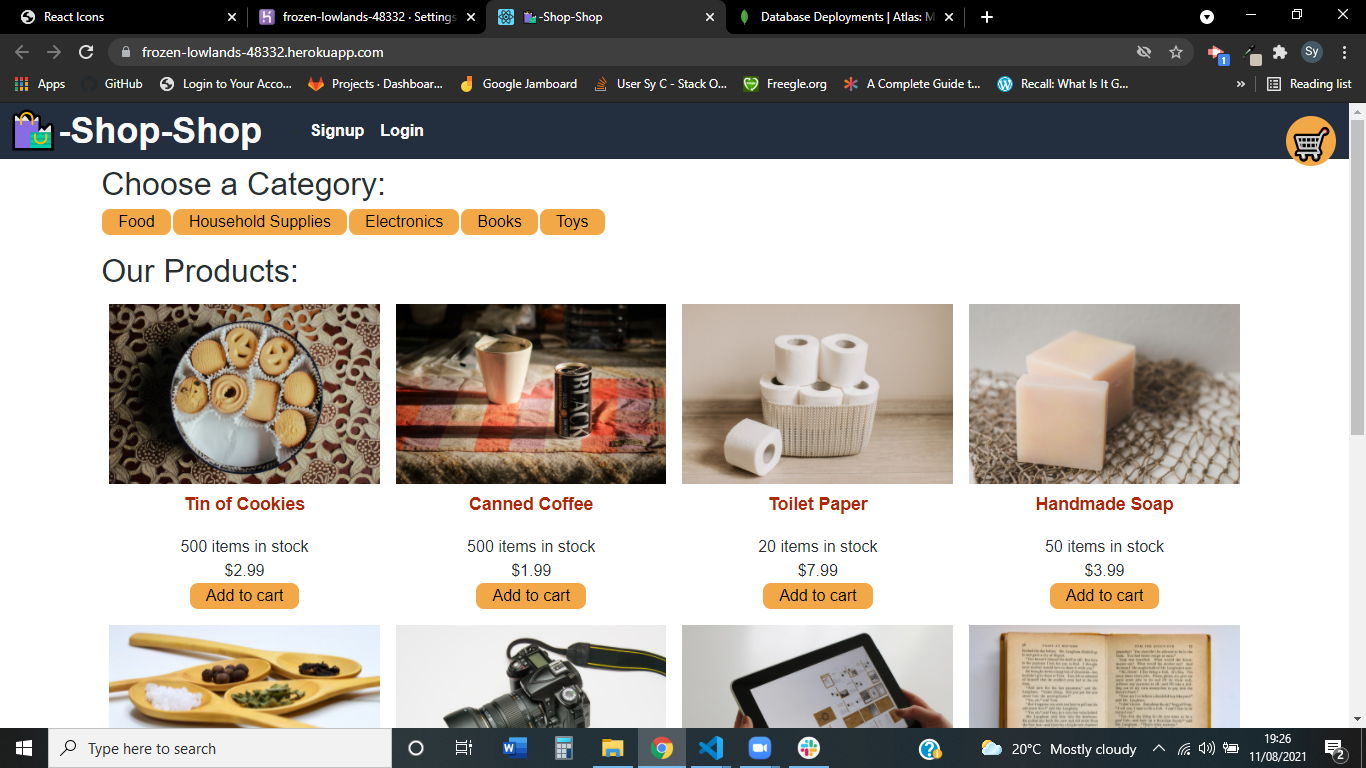 React Icons
frozen-lowlands-48332 · Settings
-Shop-Shop
Database Deployments | Atlas: M
frozen-lowlands-48332.herokuapp.com
Sy
1
Apps
GitHub
Login to Your Acco...
Projects · Dashboar...
Google Jamboard
User Sy C - Stack O...
Freegle.org
A Complete Guide t...
Recall: What Is It G...
»
Reading list
-Shop-Shop
Signup
Login
Choose a Category:
Food
Household Supplies
Electronics
Books
Toys
Our Products:
BLACK
Tin of Cookies
Canned Coffee
Toilet Paper
Handmade Soap
500 items in stock
500 items in stock
20 items in stock
50 items in stock
$2.99
$1.99
$7.99
$3.99
Add to cart
Add to cart
Add to cart
Add to cart
Type here to search
20°C Mostly cloudy
19:26
11/08/2021
2